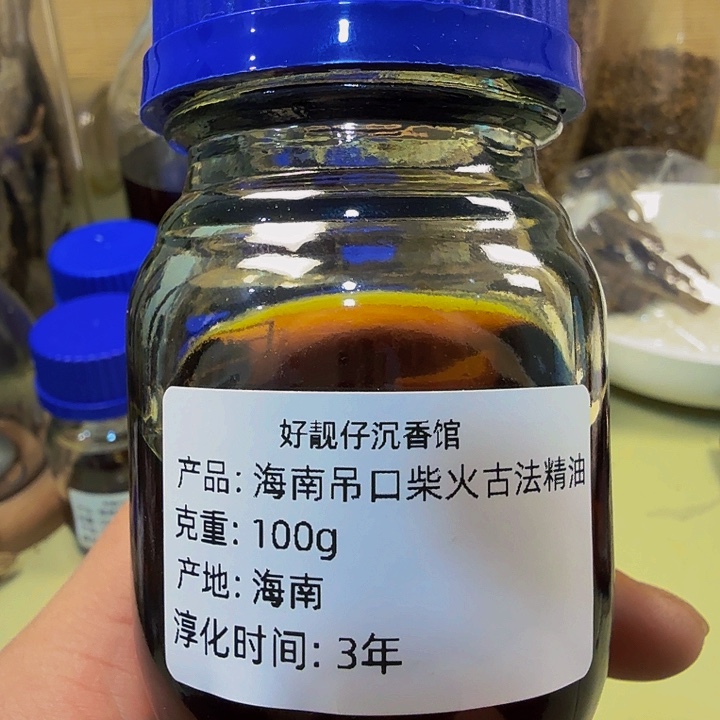 好靓仔沉香馆
产品: 海南吊口柴火古法精油
克重: 100g
产地: 海南
淳化时间: 3年